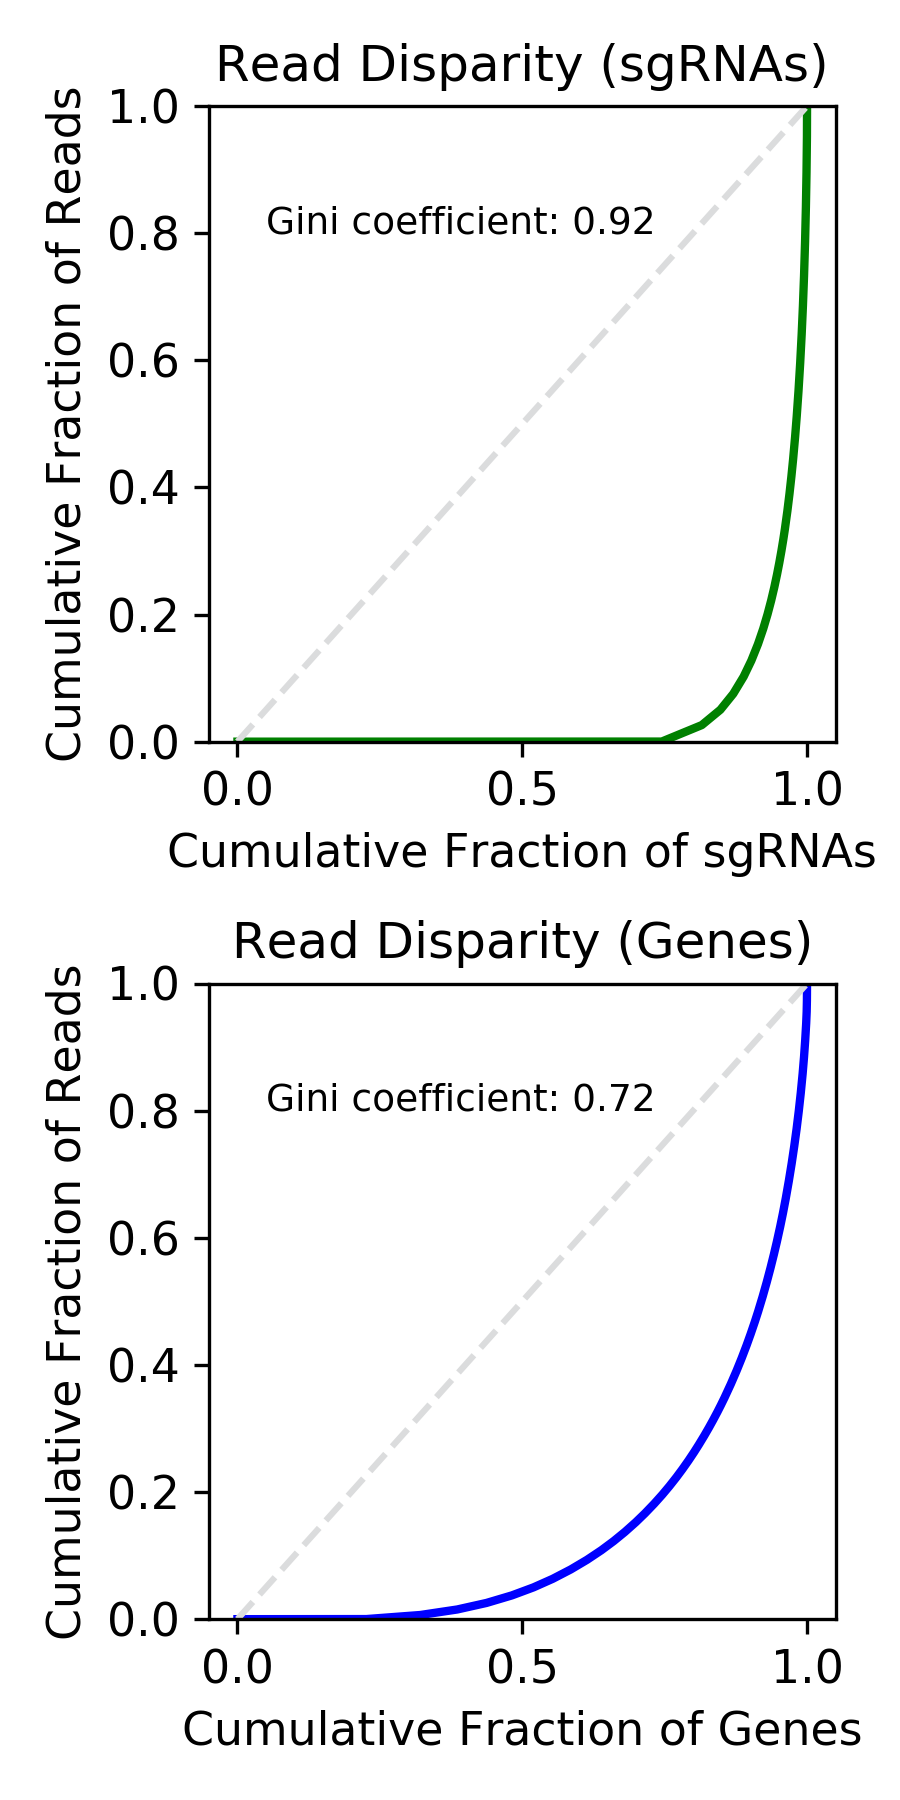 Read Disparity (sgRNAs)
Cumulative Fraction of Reads
1.0
0.8
0.6
0.4
0.2
0.0
Gini coefficient: 0.92
0.0 0.5 1.0
Cumulative Fraction of sgRNAs
Read Disparity (Genes)
Cumulative Fraction of Reads
1.0
0.8
0.6
0.4
0.2
0.0
Gini coefficient: 0.72
0.0 0.5 1.0
Cumulative Fraction of Genes